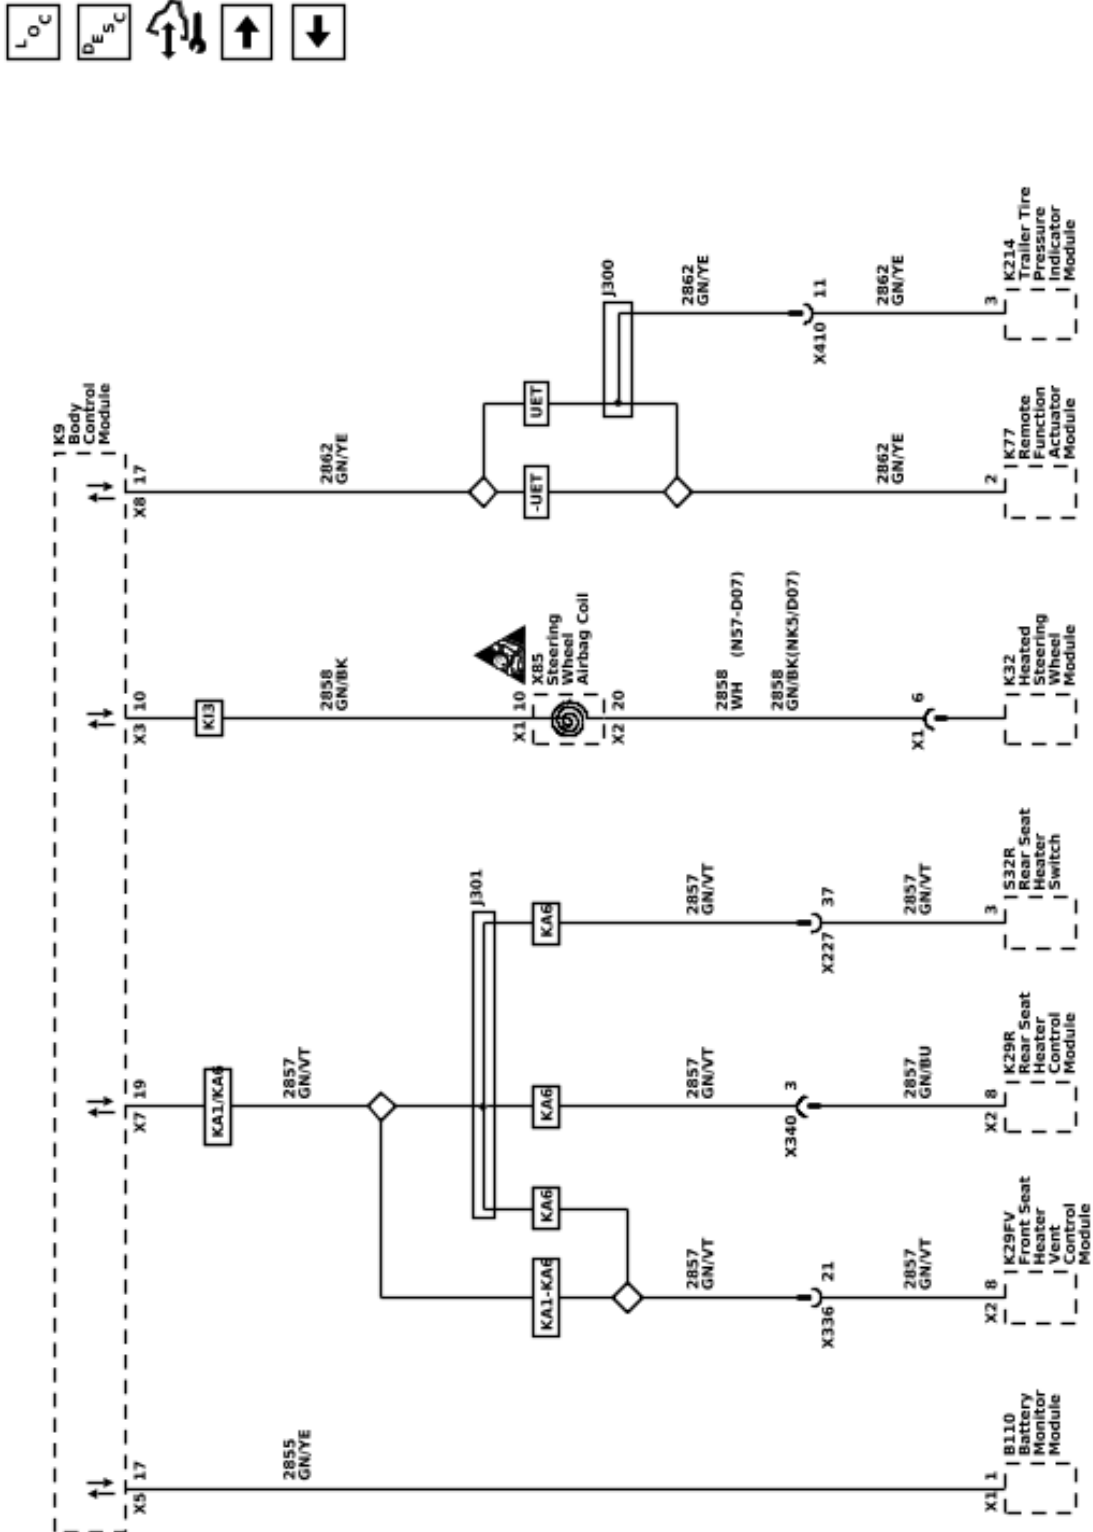 LOC
DESC
K9
Body
Control
Module
X5 17
2855
GN/YE
X1 1
B110
Battery
Monitor
Module
X7 19
KA1/KA6
2857
GN/VT
J301
KA1-KA6
KA6
KA6
KA6
2857
GN/VT
X336 21
2857
GN/VT
X2 8
K29FV
Front Seat
Heater
Vent
Control
Module
2857
GN/VT
X340 3
2857
GN/BU
X2 8
K29R
Rear Seat
Heater
Control
Module
2857
GN/VT
X227 37
2857
GN/VT
3
S32R
Rear Seat
Heater
Switch
X3 10
KI3
2858
GN/BK
X1 10
X85
Steering
Wheel
Airbag Coil
X2 20
2858
WH (N57-D07)
2858
GN/BK(NK5/D07)
X1 6
K32
Heated
Steering
Wheel
Module
X8 17
2862
GN/YE
-UET
UET
J300
2862
GN/YE
2
K77
Remote
Function
Actuator
Module
2862
GN/YE
X410 11
2862
GN/YE
3
K214
Trailer Tire
Pressure
Indicator
Module